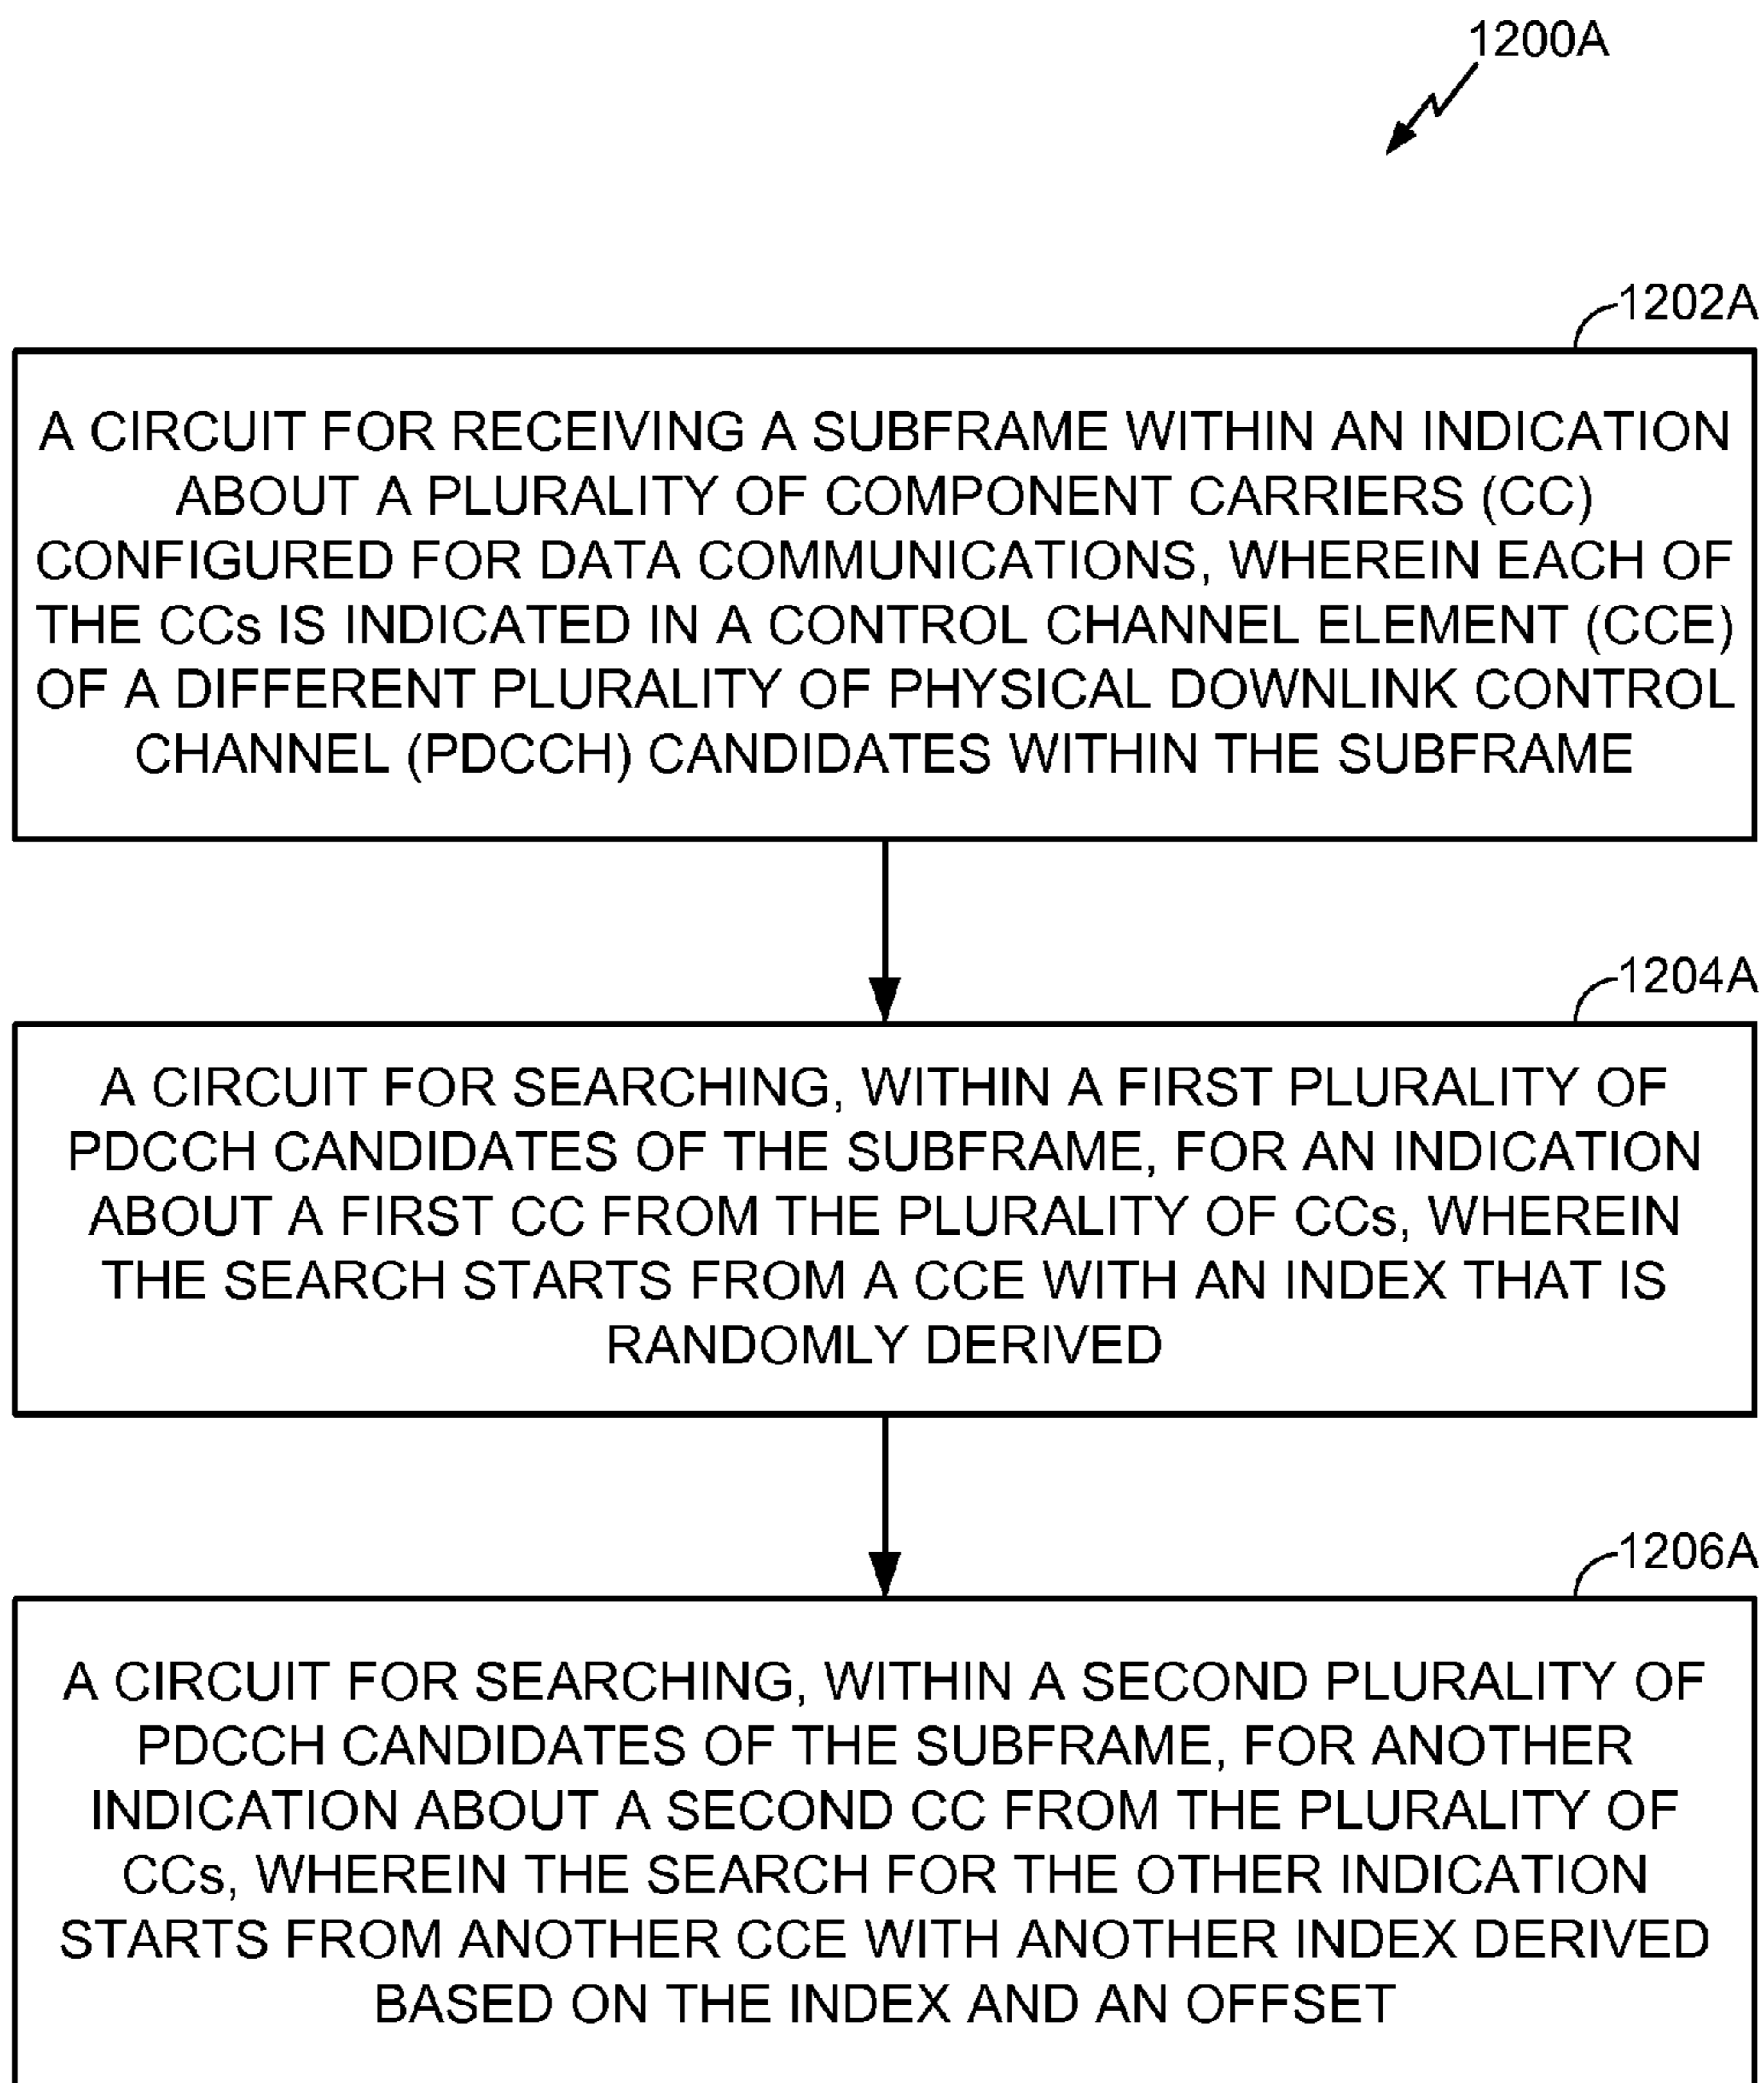 1200A
1202A
A CIRCUIT FOR RECEIVING A SUBFRAME WITHIN AN INDICATION
ABOUT A PLURALITY OF COMPONENT CARRIERS (CC)
CONFIGURED FOR DATA COMMUNICATIONS, WHEREIN EACH OF
THE CCs IS INDICATED IN A CONTROL CHANNEL ELEMENT (CCE)
OF A DIFFERENT PLURALITY OF PHYSICAL DOWNLINK CONTROL
CHANNEL (PDCCH) CANDIDATES WITHIN THE SUBFRAME
1204A
A CIRCUIT FOR SEARCHING, WITHIN A FIRST PLURALITY OF
PDCCH CANDIDATES OF THE SUBFRAME, FOR AN INDICATION
ABOUT A FIRST CC FROM THE PLURALITY OF CCs, WHEREIN
THE SEARCH STARTS FROM A CCE WITH AN INDEX THAT IS
RANDOMLY DERIVED
1206A
A CIRCUIT FOR SEARCHING, WITHIN A SECOND PLURALITY OF
PDCCH CANDIDATES OF THE SUBFRAME, FOR ANOTHER
INDICATION ABOUT A SECOND CC FROM THE PLURALITY OF
CCs, WHEREIN THE SEARCH FOR THE OTHER INDICATION
STARTS FROM ANOTHER CCE WITH ANOTHER INDEX DERIVED
BASED ON THE INDEX AND AN OFFSET